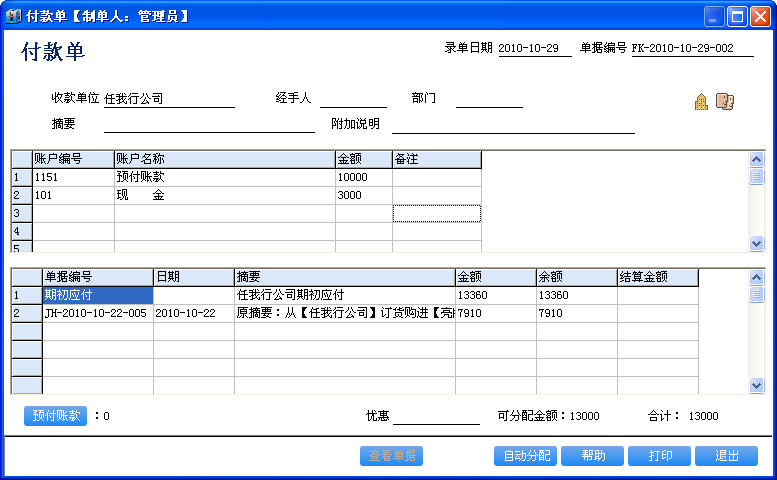 付款单【制单人：管理员】
付款单
录单日期 2010-10-29 单据编号 FK-2010-10-29-002
收款单位 任我行公司 经手人 部门
摘要 附加说明
账户编号 账户名称 金额 备注
1 1151 预付账款 10000
2 101 现 金 3000
3
4
5
单据编号 日期 摘要 金额 余额 结算金额
1 期初应付 任我行公司期初应付 13360 13360
2 JH-2010-10-22-005 2010-10-22 原摘要：从【任我行公司】订货购进【亮 7910 7910
预付账款 ：0 优惠 可分配金额：13000 合计： 13000
查看单据 自动分配 帮助 打印 退出